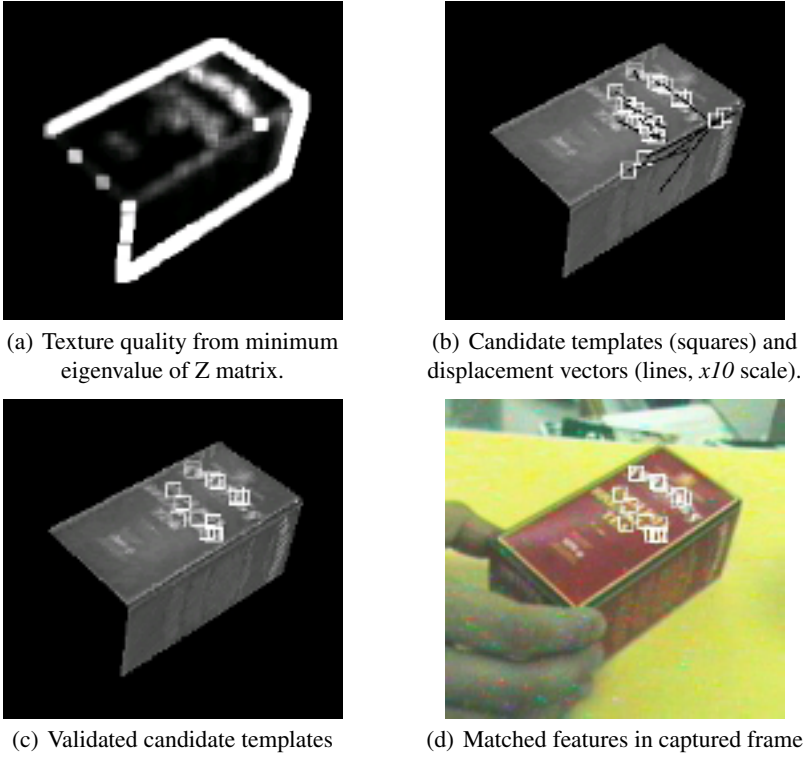 (a) Texture quality from minimum
eigenvalue of Z matrix.
(b) Candidate templates (squares) and
displacement vectors (lines, x10 scale).
(c) Validated candidate templates
(d) Matched features in captured frame